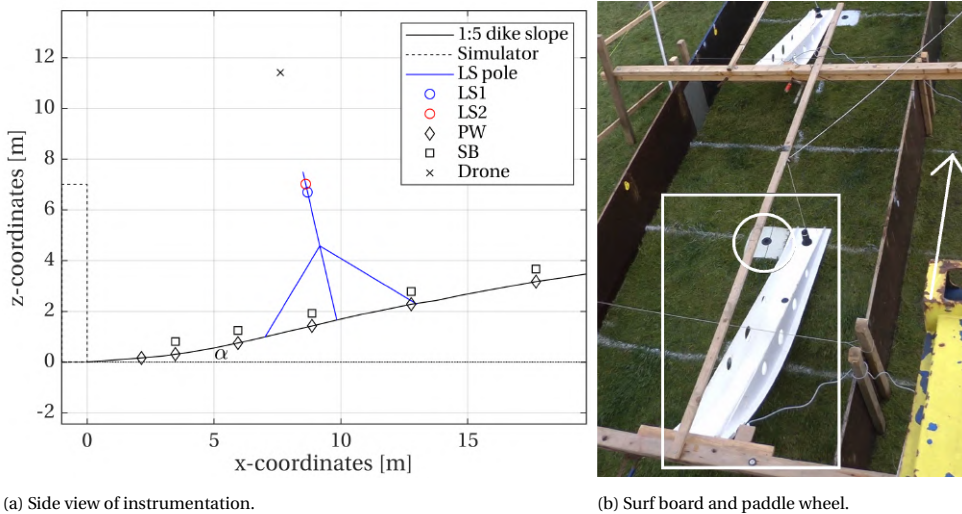 12
10
8
6
4
2
0
-2
z-coordinates [m]
0
5
10
15
x-coordinates [m]
α
1:5 dike slope
Simulator
LS pole
LS1
LS2
PW
SB
Drone
(a) Side view of instrumentation.
(b) Surf board and paddle wheel.